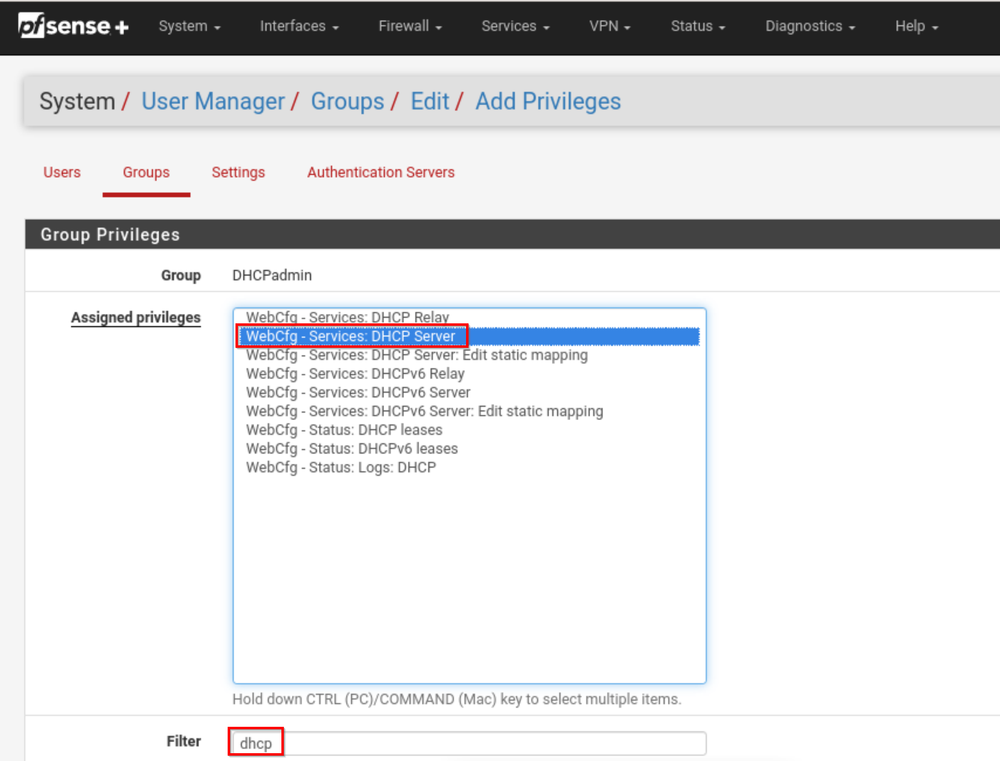 pfsense + System Interfaces Firewall Services VPN Status Diagnostics Help
System / User Manager / Groups / Edit / Add Privileges
Users Groups Settings Authentication Servers
Group Privileges
Group DHCPadmin
Assigned privileges WebCfg - Services: DHCP Relay
WebCfg - Services: DHCP Server
WebCfg - Services: DHCP Server: Edit static mapping
WebCfg - Services: DHCPv6 Relay
WebCfg - Services: DHCPv6 Server
WebCfg - Services: DHCPv6 Server: Edit static mapping
WebCfg - Status: DHCP leases
WebCfg - Status: DHCPv6 leases
WebCfg - Status: Logs: DHCP
Hold down CTRL (PC)/COMMAND (Mac) key to select multiple items.
Filter dhcp